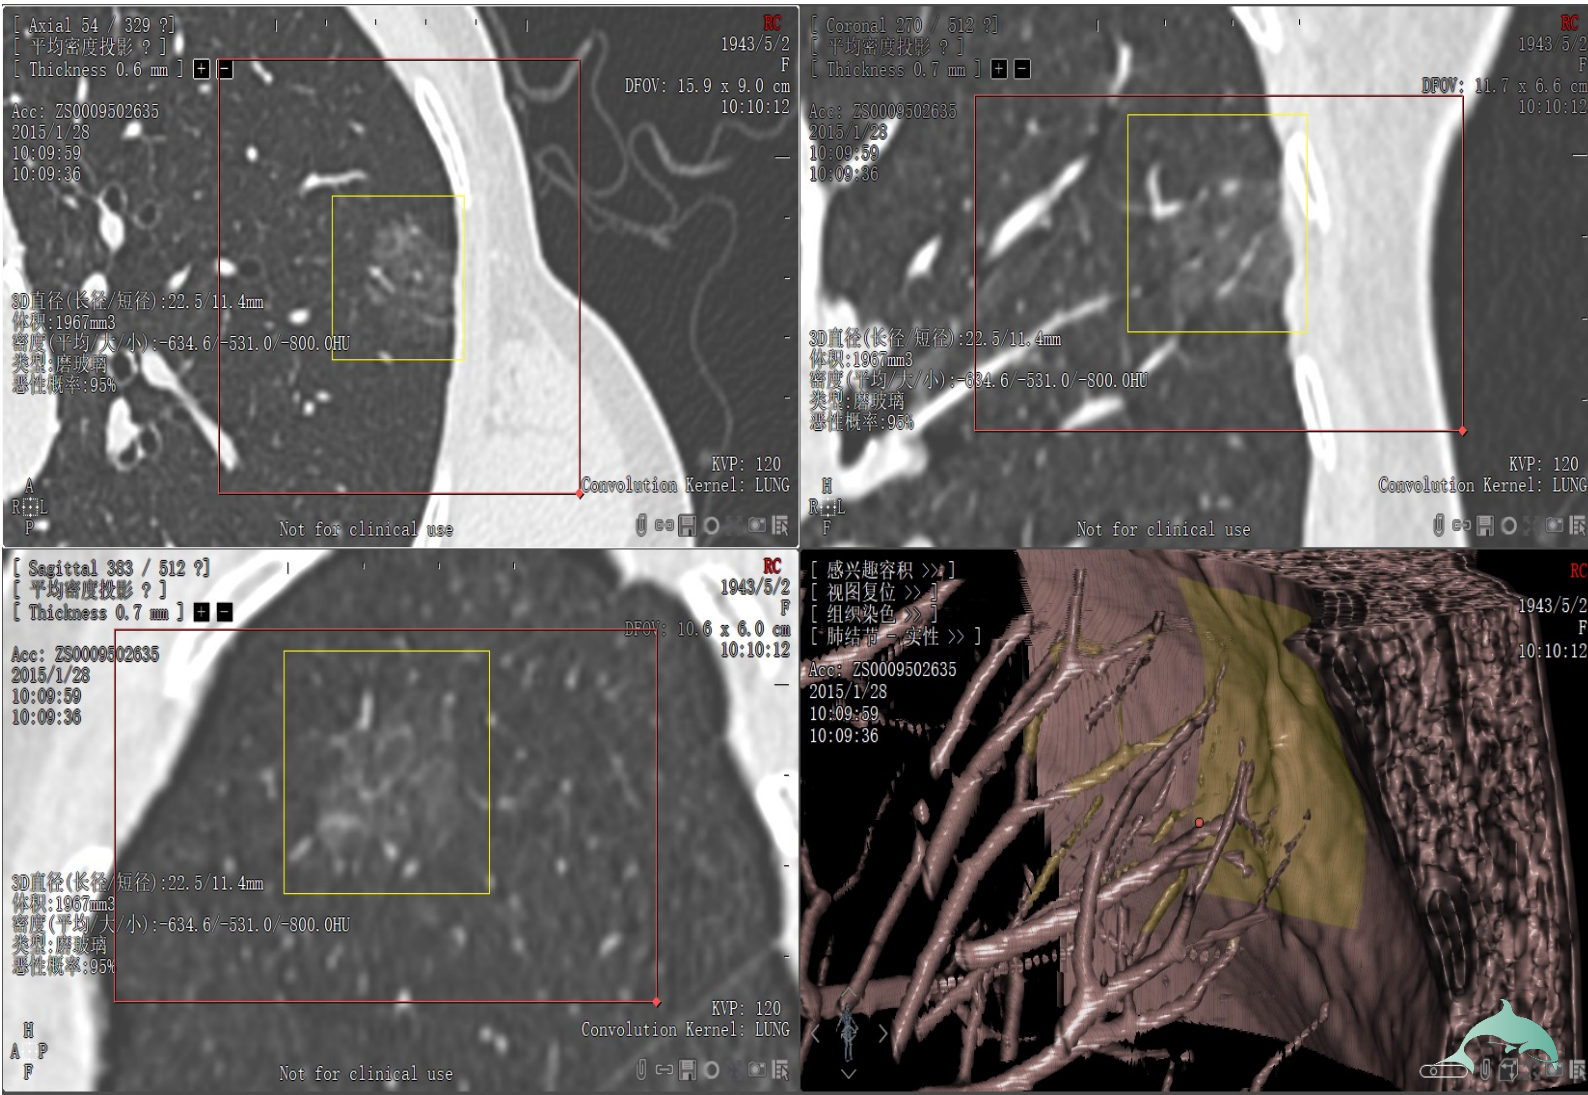 [ Axial 54 / 329 ?]
[ 平均密度投影 ? ]
[ Thickness 0.6 mm ] + -
Acc: ZS0009502635
2015/1/28
10:09:59
10:09:36
RC
1943/5/2
F
DFOV: 15.9 x 9.0 cm
10:10:12
3D直径(长径/短径):22.5/11.4mm
体积:1967mm3
密度(平均/大/小):-634.6/-531.0/-800.0HU
类型:磨玻璃
恶性概率:95%
A
R L
P
KVP: 120
Convolution Kernel: LUNG
Not for clinical use
[ Coronal 270 / 512 ?]
[ 平均密度投影 ? ]
[ Thickness 0.7 mm ] + -
Acc: ZS0009502635
2015/1/28
10:09:59
10:09:36
RC
1943/5/2
F
DFOV: 11.7 x 6.6 cm
10:10:12
3D直径(长径/短径):22.5/11.4mm
体积:1967mm3
密度(平均/大/小):-634.6/-531.0/-800.0HU
类型:磨玻璃
恶性概率:95%
H
R L
F
KVP: 120
Convolution Kernel: LUNG
Not for clinical use
[ Sagittal 383 / 512 ?]
[ 平均密度投影 ? ]
[ Thickness 0.7 mm ] + -
Acc: ZS0009502635
2015/1/28
10:09:59
10:09:36
RC
1943/5/2
F
DFOV: 10.6 x 6.0 cm
10:10:12
3D直径(长径/短径):22.5/11.4mm
体积:1967mm3
密度(平均/大/小):-634.6/-531.0/-800.0HU
类型:磨玻璃
恶性概率:95%
H
A P
F
KVP: 120
Convolution Kernel: LUNG
Not for clinical use
[ 感兴趣容积 >> ]
[ 视图复位 >> ]
[ 组织染色 >> ]
[ 肺结节 - 实性 >> ]
Acc: ZS0009502635
2015/1/28
10:09:59
10:09:36
RC
1943/5/2
F
10:10:12